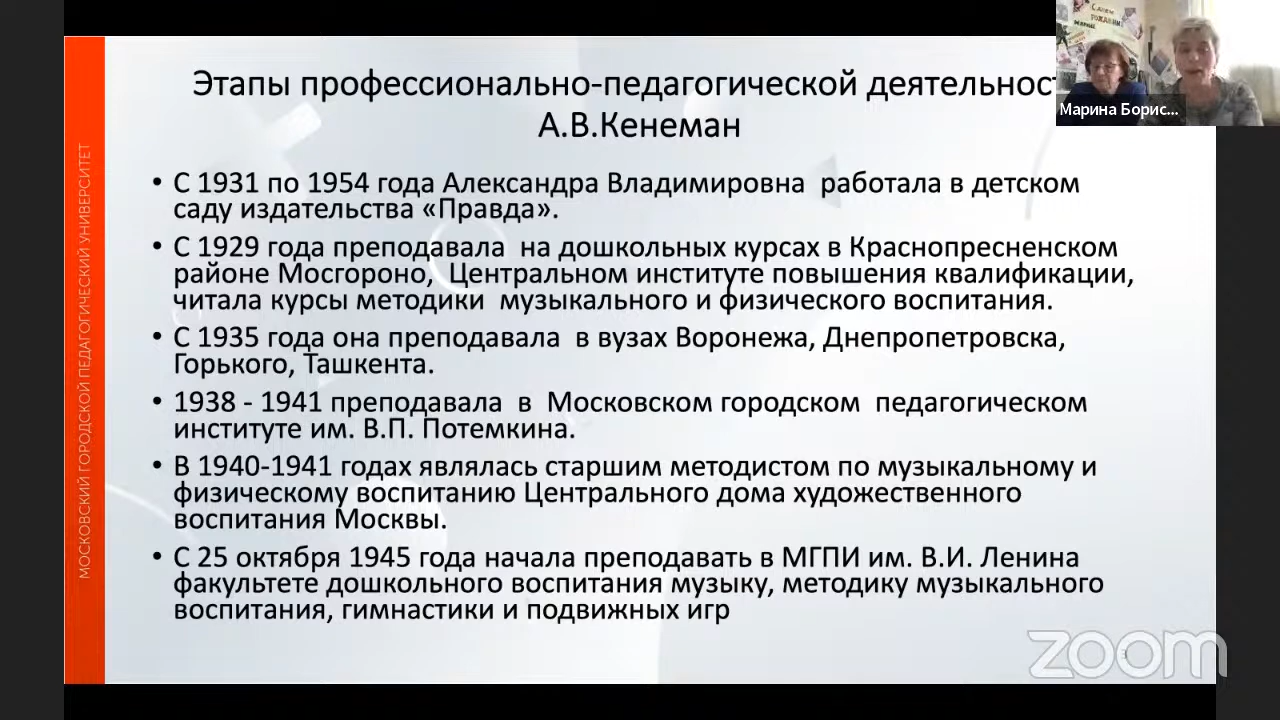 Этапы профессионально-педагогической деятельност
А.В.Кенеман
• С 1931 по 1954 года Александра Владимировна работала в детском
саду издательства «Правда».
• С 1929 года преподавала на дошкольных курсах в Краснопресненском
районе Мосгороно, Центральном институте повышения квалификации,
читала курсы методики музыкального и физического воспитания.
• С 1935 года она преподавала в вузах Воронежа, Днепропетровска,
Горького, Ташкента.
• 1938 - 1941 преподавала в Московском городском педагогическом
институте им. В.П. Потемкина.
• В 1940-1941 годах являлась старшим методистом по музыкальному и
физическому воспитанию Центрального дома художественного
воспитания Москвы.
• С 25 октября 1945 года начала преподавать в МГПИ им. В.И. Ленина
факультете дошкольного воспитания музыку, методику музыкального
воспитания, гимнастики и подвижных игр
МОСКОВСКИЙ ГОРОДСКОЙ ПЕДАГОГИЧЕСКИЙ УНИВЕРСИТЕТ
Марина Борис...
zoom
3